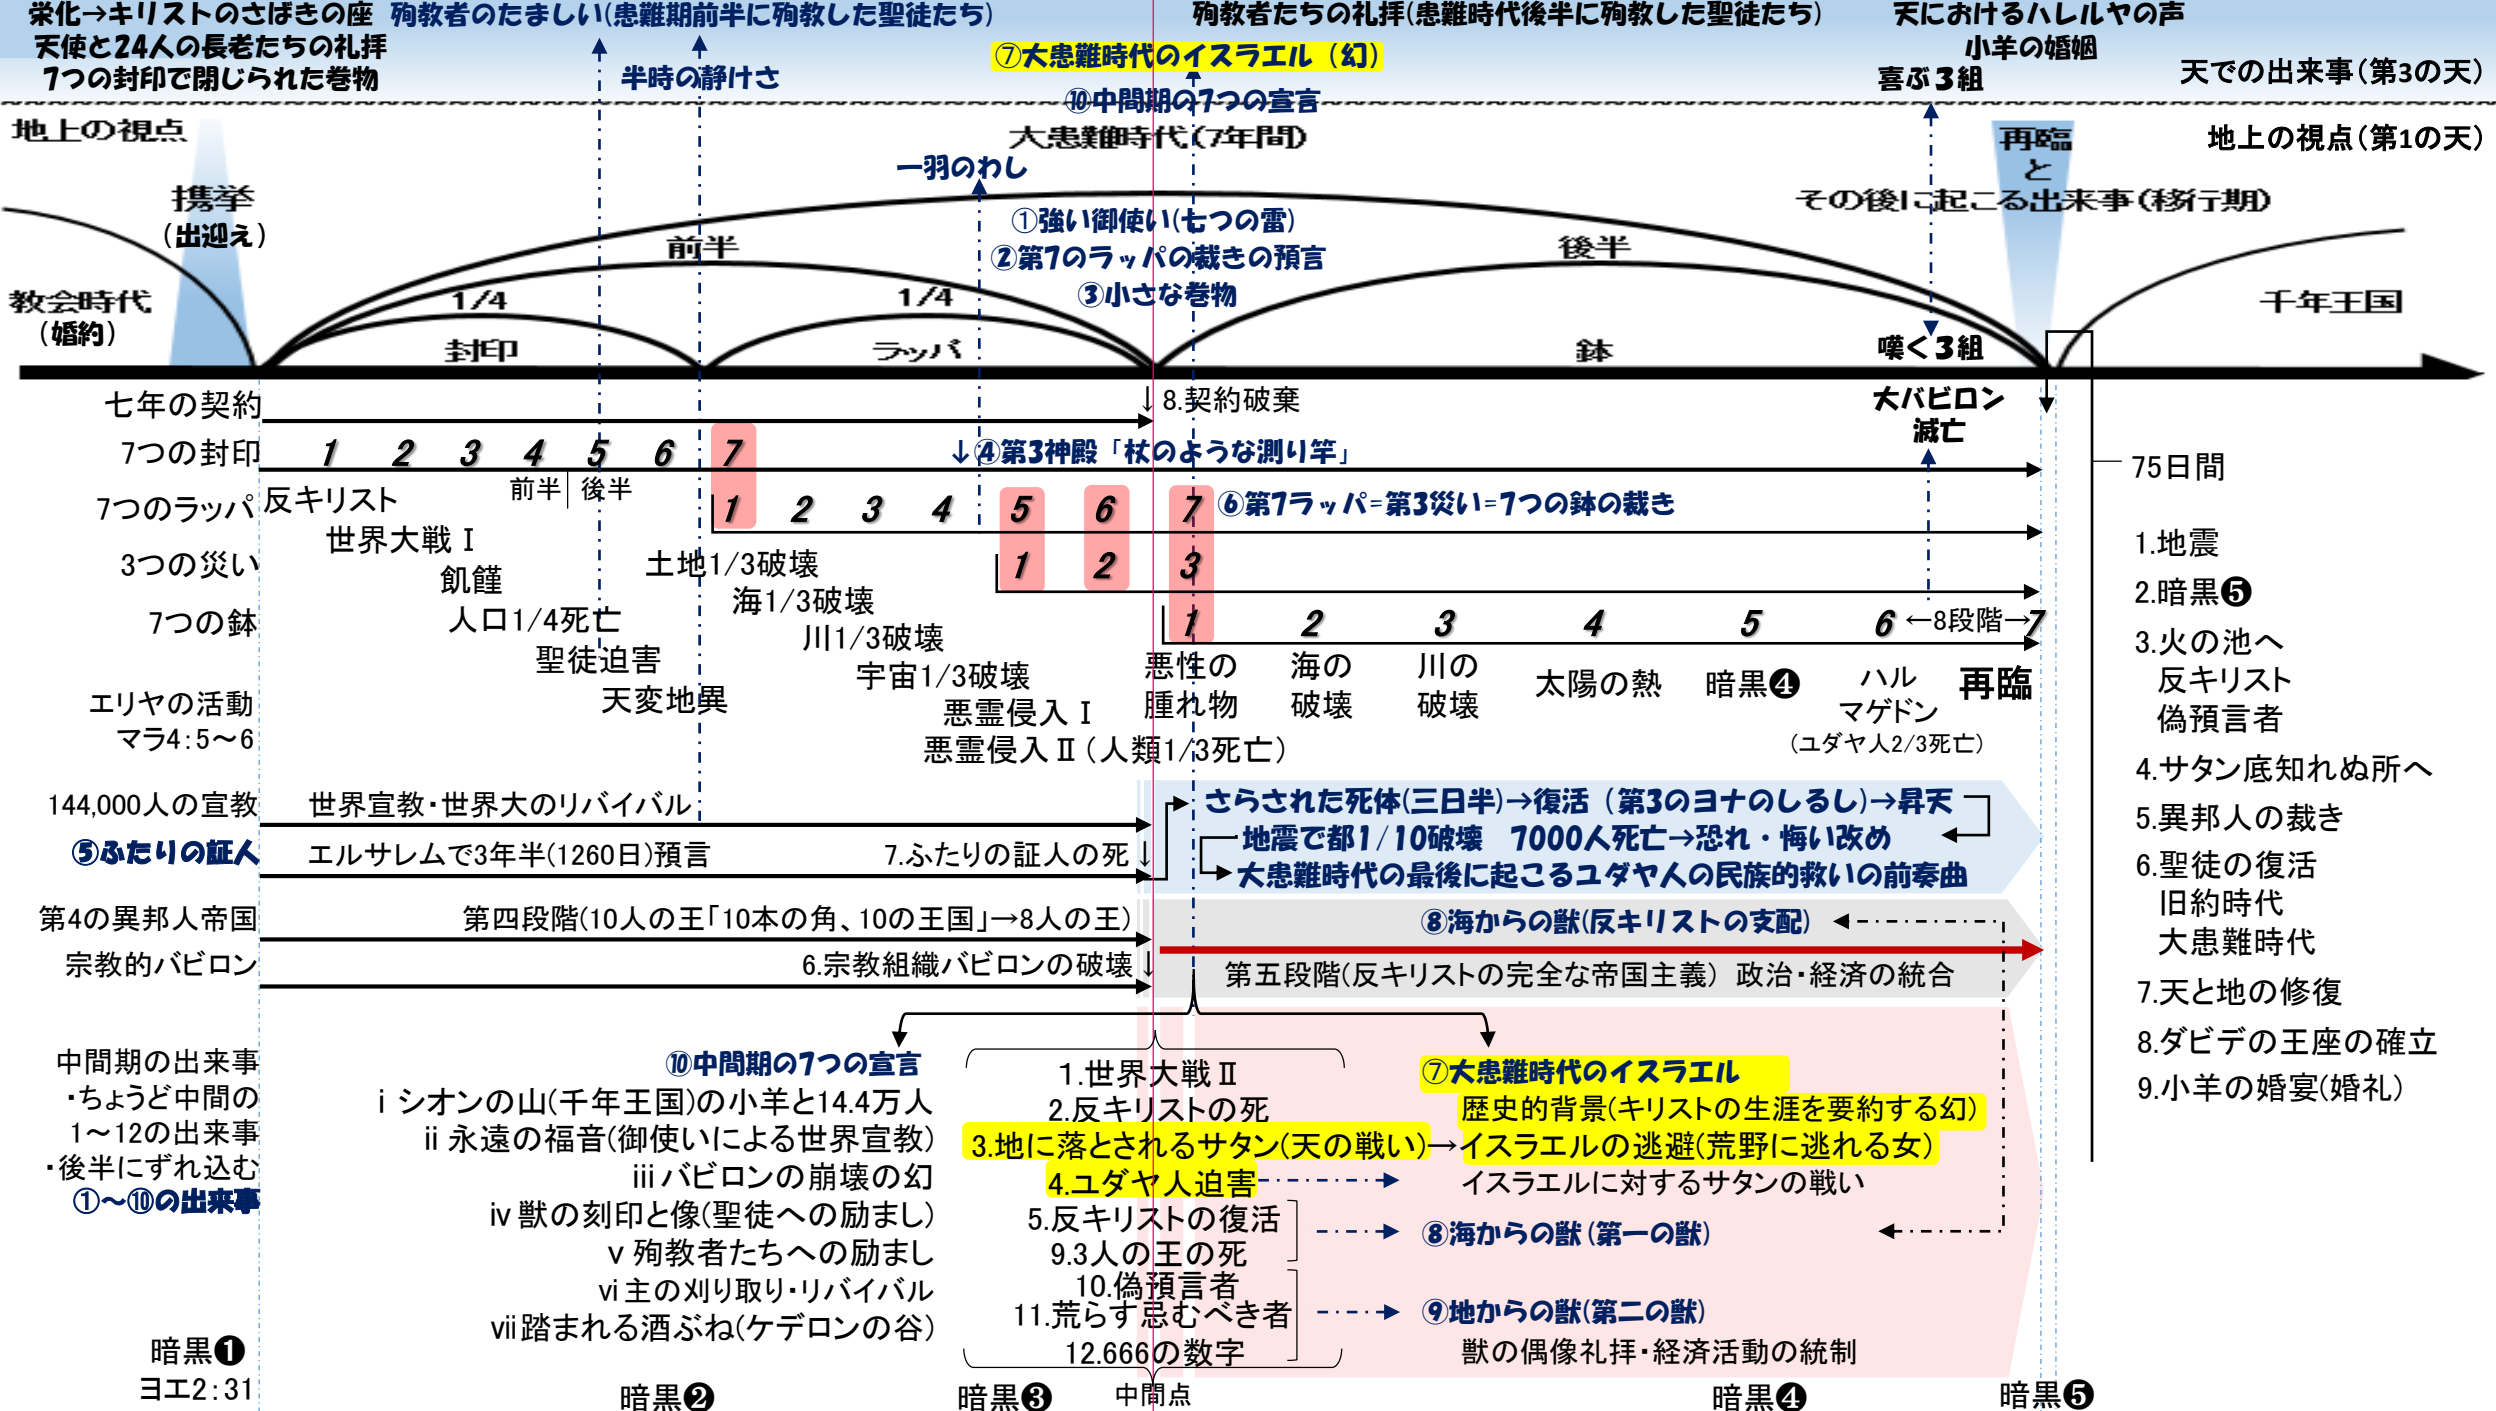 栄化→キリストのさばきの座
天使と24人の長老たちの礼拝
7つの封印で閉じられた巻物
殉教者のたましい(患難期前半に殉教した聖徒たち)
半時の静けさ
殉教者たちの礼拝(患難時代後半に殉教した聖徒たち)
⑦大患難時代のイスラエル（幻）
⑩中間期の7つの宣言
天におけるハレルヤの声
小羊の婚姻
喜ぶ3組
天での出来事(第3の天)
地上の視点
大患難時代(7年間)
再臨
と
その後に起こる出来事(移行期)
地上の視点(第1の天)
携挙
(出迎え)
一羽のわし
①強い御使い(七つの雷)
②第7のラッパの裁きの預言
③小さな巻物
前半
後半
教会時代
(婚約)
1/4
1/4
千年王国
封印
ラッパ
鉢
嘆く3組
七年の契約
↓8.契約破棄
大バビロン
滅亡
7つの封印
1 2 3 4 5 6 7
↓④第3神殿「杖のような測り竿」
前半
後半
75日間
7つのラッパ
1 2 3 4 5 6 7
⑥第7ラッパ=第3災い=7つの鉢の裁き
反キリスト
世界大戦Ⅰ
飢饉
人口1/4死亡
聖徒迫害
天変地異
3つの災い
1 2 3
土地1/3破壊
海1/3破壊
川1/3破壊
宇宙1/3破壊
悪霊侵入Ⅰ
悪霊侵入Ⅱ(人類1/3死亡)
7つの鉢
1 2 3 4 5 6 ←8段階→7
悪性の
腫れ物
海の
破壊
川の
破壊
太陽の熱
暗黒❹
ハル
マゲドン
(ユダヤ人2/3死亡)
再臨
エリヤの活動
マラ4:5～6
1.地震
2.暗黒❺
3.火の池へ
反キリスト
偽預言者
4.サタン底知れぬ所へ
5.異邦人の裁き
6.聖徒の復活
旧約時代
大患難時代
7.天と地の修復
8.ダビデの王座の確立
9.小羊の婚宴(婚礼)
144,000人の宣教
世界宣教・世界大のリバイバル
さらされた死体(三日半)→復活（第3のヨナのしるし)→昇天
地震で都1/10破壊　7000人死亡→恐れ・悔い改め
大患難時代の最後に起こるユダヤ人の民族的救いの前奏曲
⑤ふたりの証人
エルサレムで3年半(1260日)預言
7.ふたりの証人の死↓
第4の異邦人帝国
第四段階(10人の王「10本の角、10の王国」→8人の王)
⑧海からの獣(反キリストの支配)
宗教的バビロン
6.宗教組織バビロンの破壊↓
第五段階(反キリストの完全な帝国主義) 政治・経済の統合
中間期の出来事
・ちょうど中間の
1～12の出来事
・後半にずれ込む
①～⑩の出来事
⑩中間期の7つの宣言
ⅰ シオンの山(千年王国)の小羊と14.4万人
ⅱ 永遠の福音(御使いによる世界宣教)
ⅲ バビロンの崩壊の幻
ⅳ 獣の刻印と像(聖徒への励まし)
ⅴ 殉教者たちへの励まし
ⅵ 主の刈り取り・リバイバル
ⅶ 踏まれる酒ぶね(ケデロンの谷)
1.世界大戦Ⅱ
2.反キリストの死
3.地に落とされるサタン(天の戦い)→
4.ユダヤ人迫害
5.反キリストの復活
9.3人の王の死
10.偽預言者
11.荒らす忌むべき者
12.666の数字
⑦大患難時代のイスラエル
歴史的背景(キリストの生涯を要約する幻)
イスラエルの逃避(荒野に逃れる女)
イスラエルに対するサタンの戦い
⑧海からの獣(第一の獣)
⑨地からの獣(第二の獣)
獣の偶像礼拝・経済活動の統制
暗黒❶
ヨエ2:31
暗黒❷
暗黒❸
中間点
暗黒❹
暗黒❺